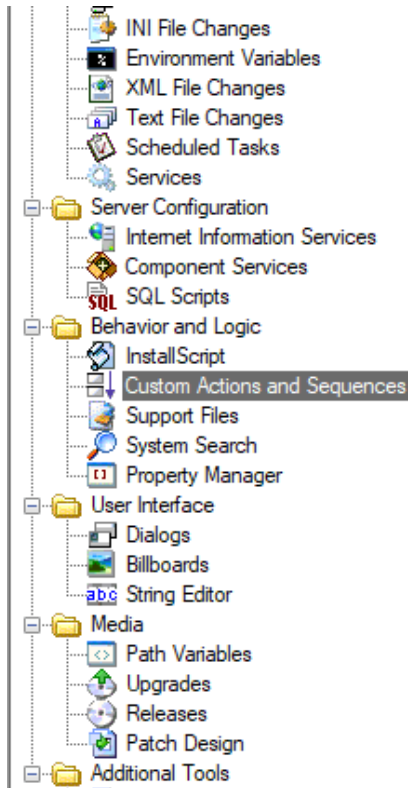 INI File Changes
Environment Variables
XML File Changes
Text File Changes
Scheduled Tasks
Services
Server Configuration
Internet Information Services
Component Services
SQL SQL Scripts
Behavior and Logic
InstallScript
Custom Actions and Sequences
Support Files
System Search
Property Manager
User Interface
Dialogs
Billboards
abc String Editor
Media
Path Variables
Upgrades
Releases
Patch Design
Additional Tools